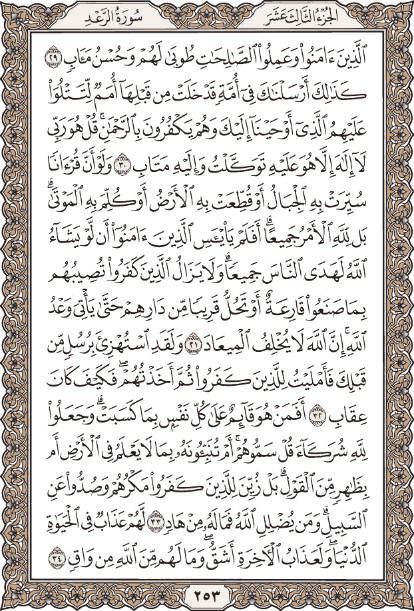 الجُزْءُ الثَّالِثَ عَشَرَ
سُورَةُ الرَّعْدِ
ٱلَّذِينَ ءَامَنُوا۟ وَعَمِلُوا۟ ٱلصَّٰلِحَٰتِ طُوبَىٰ لَهُمْ وَحُسْنُ مَـَٔابٍ ٢٩
كَذَٰلِكَ أَرْسَلْنَٰكَ فِىٓ أُمَّةٍ قَدْ خَلَتْ مِن قَبْلِهَآ أُمَمٌ لِّتَتْلُوَا۟
عَلَيْهِمُ ٱلَّذِىٓ أَوْحَيْنَآ إِلَيْكَ وَهُمْ يَكْفُرُونَ بِٱلرَّحْمَٰنِ ۚ قُلْ هُوَ رَبِّى
لَآ إِلَٰهَ إِلَّا هُوَ عَلَيْهِ تَوَكَّلْتُ وَإِلَيْهِ مَتَابِ ٣٠ وَلَوْ أَنَّ قُرْءَانًا
سُيِّرَتْ بِهِ ٱلْجِبَالُ أَوْ قُطِّعَتْ بِهِ ٱلْأَرْضُ أَوْ كُلِّمَ بِهِ ٱلْمَوْتَىٰ ۗ
بَل لِّلَّهِ ٱلْأَمْرُ جَمِيعًا ۗ أَفَلَمْ يَا۟يْـَٔسِ ٱلَّذِينَ ءَامَنُوٓا۟ أَن لَّوْ يَشَآءُ
ٱللَّهُ لَهَدَى ٱلنَّاسَ جَمِيعًا ۗ وَلَا يَزَالُ ٱلَّذِينَ كَفَرُوا۟ تُصِيبُهُم
بِمَا صَنَعُوا۟ قَارِعَةٌ أَوْ تَحُلُّ قَرِيبًا مِّن دَارِهِمْ حَتَّىٰ يَأْتِىَ وَعْدُ
ٱللَّهِ ۚ إِنَّ ٱللَّهَ لَا يُخْلِفُ ٱلْمِيعَادَ ٣١ وَلَقَدِ ٱسْتُهْزِئَ بِرُسُلٍ مِّن
قَبْلِكَ فَأَمْلَيْتُ لِلَّذِينَ كَفَرُوا۟ ثُمَّ أَخَذْتُهُمْ ۖ فَكَيْفَ كَانَ
عِقَابِ ٣٢ أَفَمَنْ هُوَ قَآئِمٌ عَلَىٰ كُلِّ نَفْسٍۭ بِمَا كَسَبَتْ ۗ وَجَعَلُوا۟
لِلَّهِ شُرَكَآءَ قُلْ سَمُّوهُمْ ۚ أَمْ تُنَبِّـُٔونَهُۥ بِمَا لَا يَعْلَمُ فِى ٱلْأَرْضِ أَم
بِظَٰهِرٍ مِّنَ ٱلْقَوْلِ ۗ بَلْ زُيِّنَ لِلَّذِينَ كَفَرُوا۟ مَكْرُهُمْ وَصُدُّوا۟ عَنِ
ٱلسَّبِيلِ ۗ وَمَن يُضْلِلِ ٱللَّهُ فَمَا لَهُۥ مِنْ هَادٍ ٣٣ لَّهُمْ عَذَابٌ فِى ٱلْحَيَوٰةِ
ٱلدُّنْيَا ۖ وَلَعَذَابُ ٱلْـَٔاخِرَةِ أَشَقُّ ۖ وَمَا لَهُم مِّنَ ٱللَّهِ مِن وَاقٍ ٣٤
٢٥٣